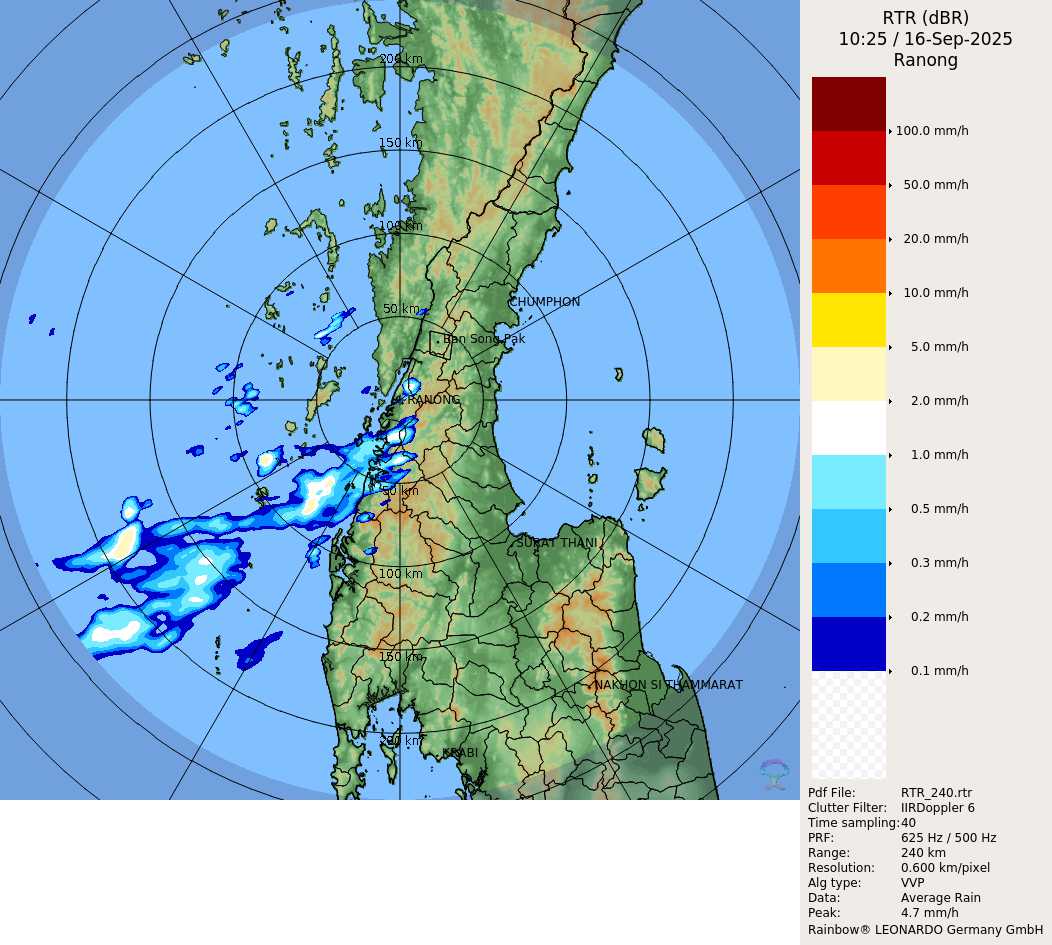 RTR (dBR)
10:25 / 16-Sep-2025
Ranong
100.0 mm/h
50.0 mm/h
20.0 mm/h
10.0 mm/h
5.0 mm/h
2.0 mm/h
1.0 mm/h
0.5 mm/h
0.3 mm/h
0.2 mm/h
0.1 mm/h
200 km
150 km
100 km
50 km
CHUMPHON
Ban Song Pak
RANONG
50 km
SURAT THANI
100 km
150 km
NAKHON SI THAMMARAT
200 km
KRABI
Pdf File: RTR_240.rtr
Clutter Filter: IIRDoppler 6
Time sampling:40
PRF: 625 Hz / 500 Hz
Range: 240 km
Resolution: 0.600 km/pixel
Alg type: VVP
Data: Average Rain
Peak: 4.7 mm/h
Rainbow® LEONARDO Germany GmbH